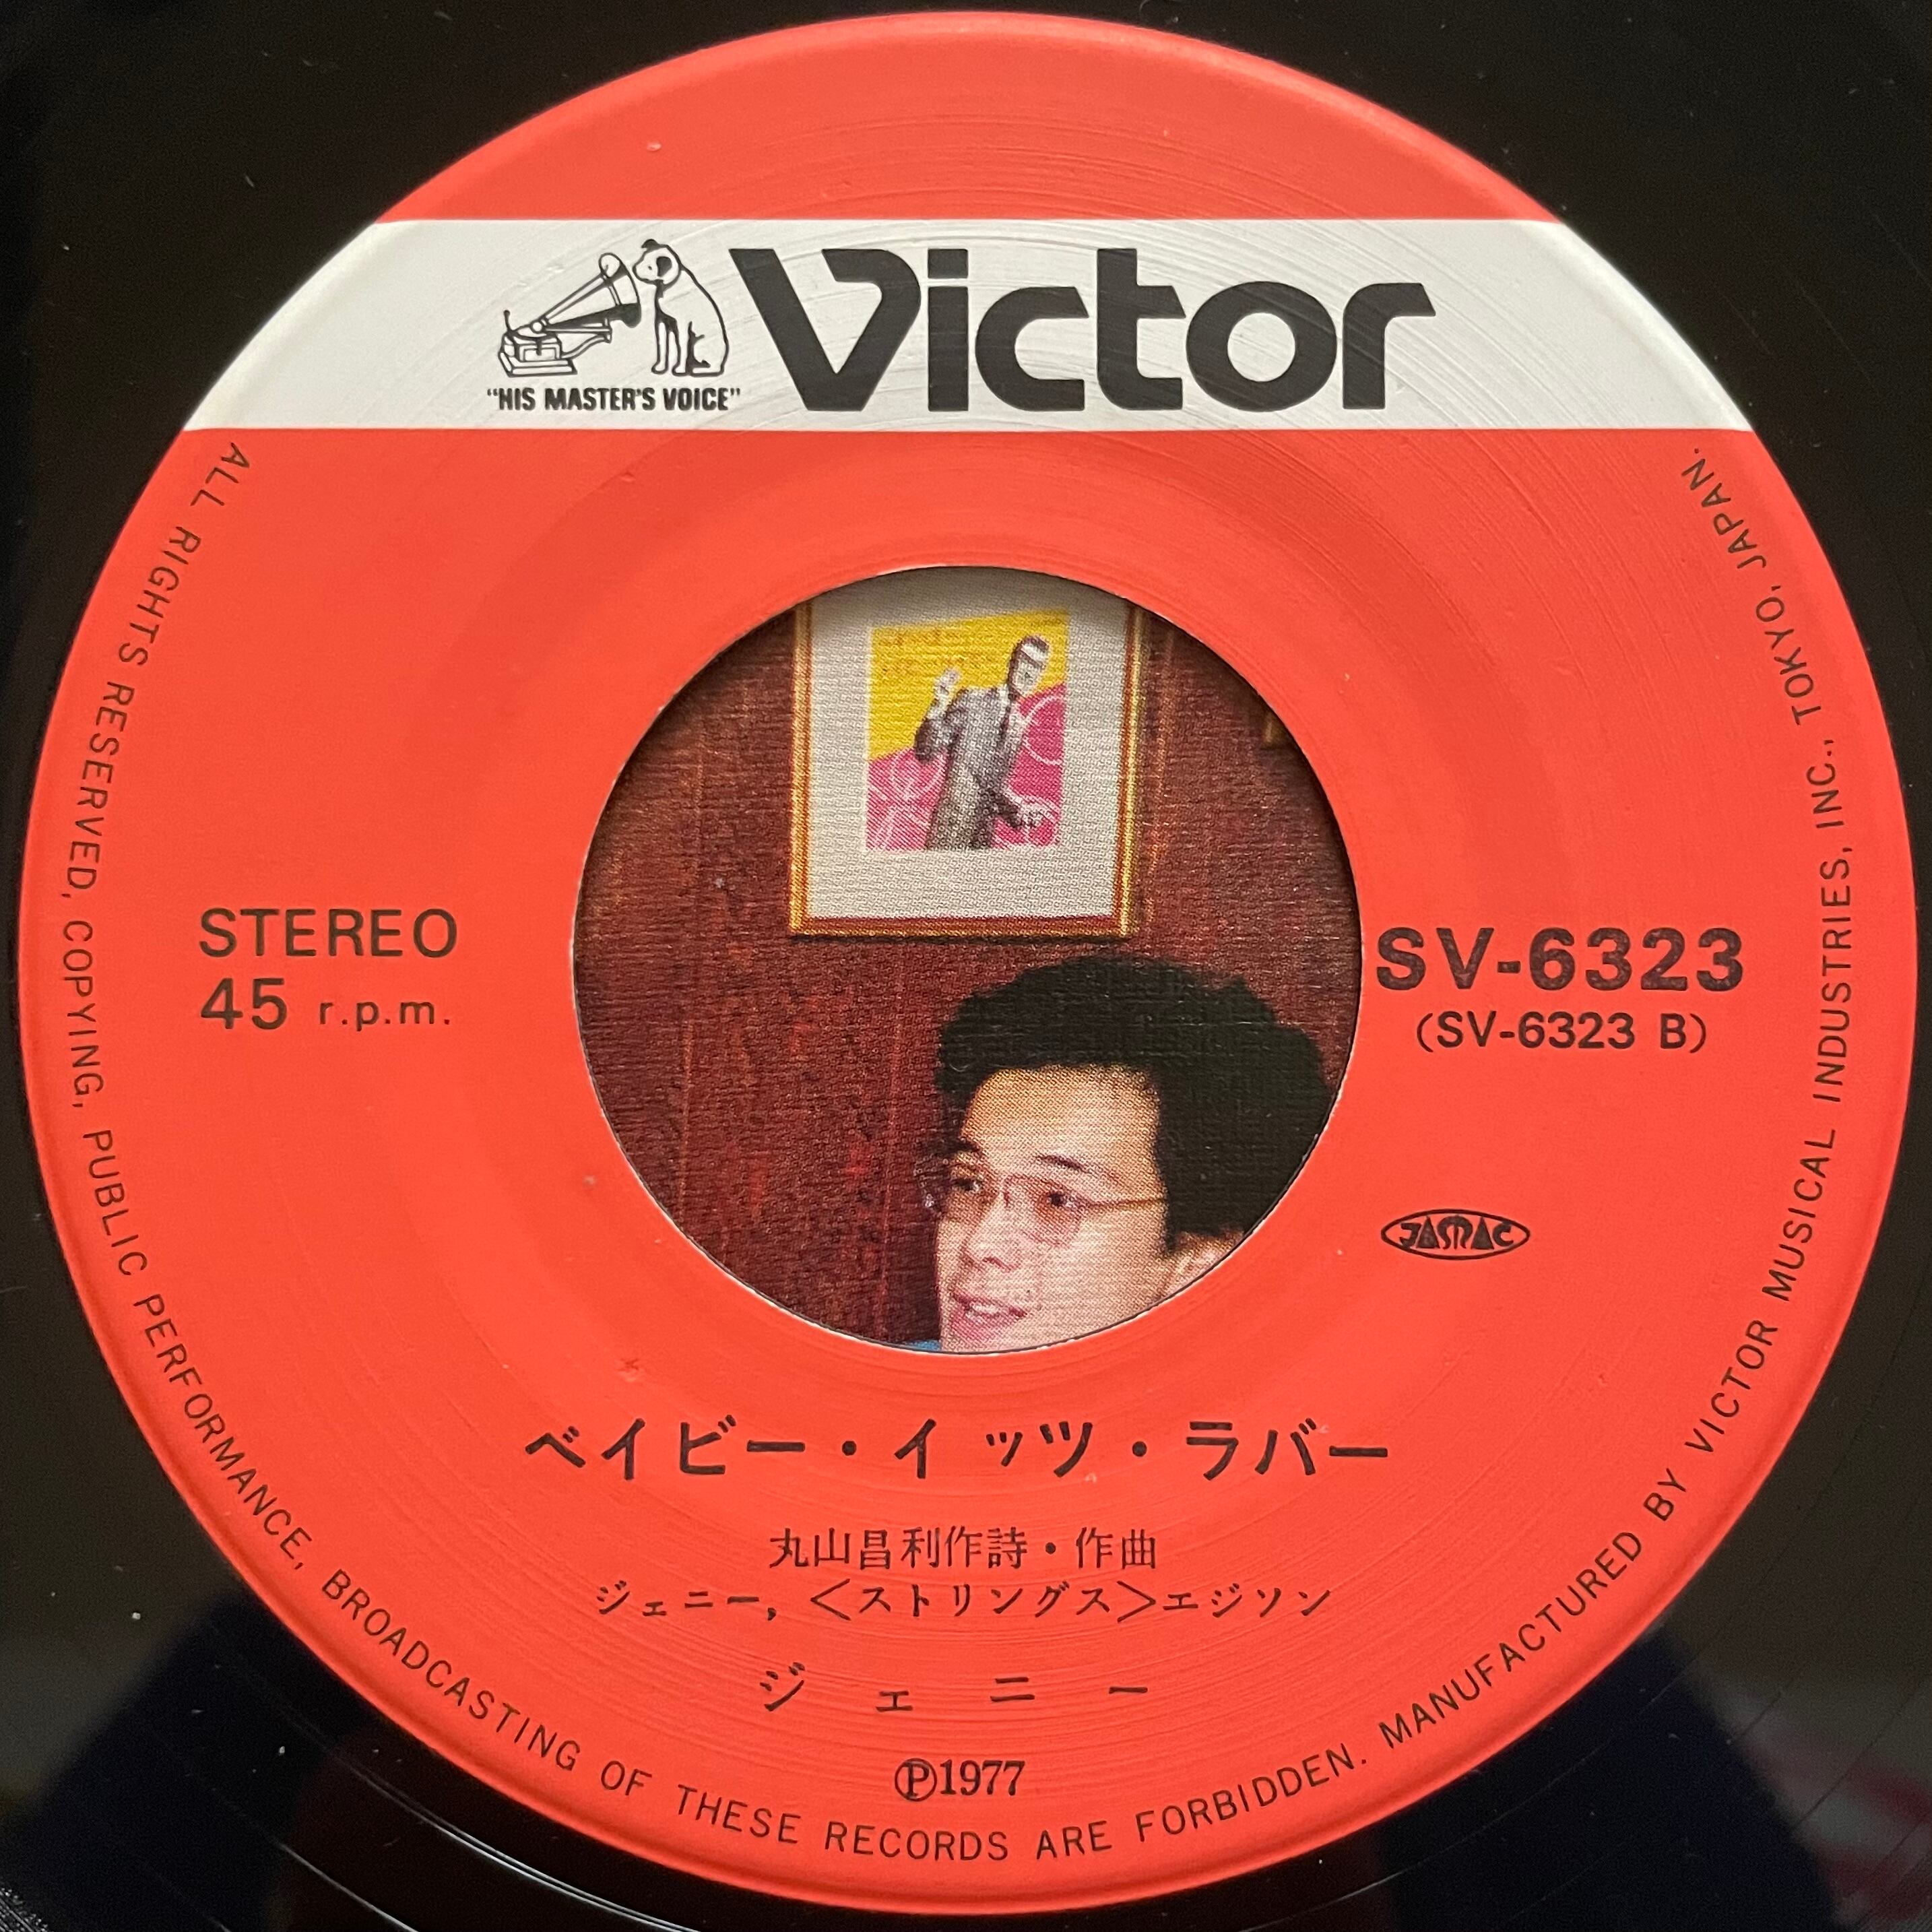 Victor
"HIS MASTER'S VOICE"
ALL RIGHTS RESERVED, COPYING, PUBLIC PERFORMANCE, BROADCASTING OF THESE RECORDS ARE FORBIDDEN. MANUFACTURED BY VICTOR MUSICAL INDUSTRIES, INC., TOKYO, JAPAN.
STEREO
45 r.p.m.
SV-6323
(SV-6323 B)
JASRAC
ベイビー・イッツ・ラバー
丸山昌利作詩・作曲
ジェニー, <ストリングス>エジソン
ジェニー
Ⓟ1977